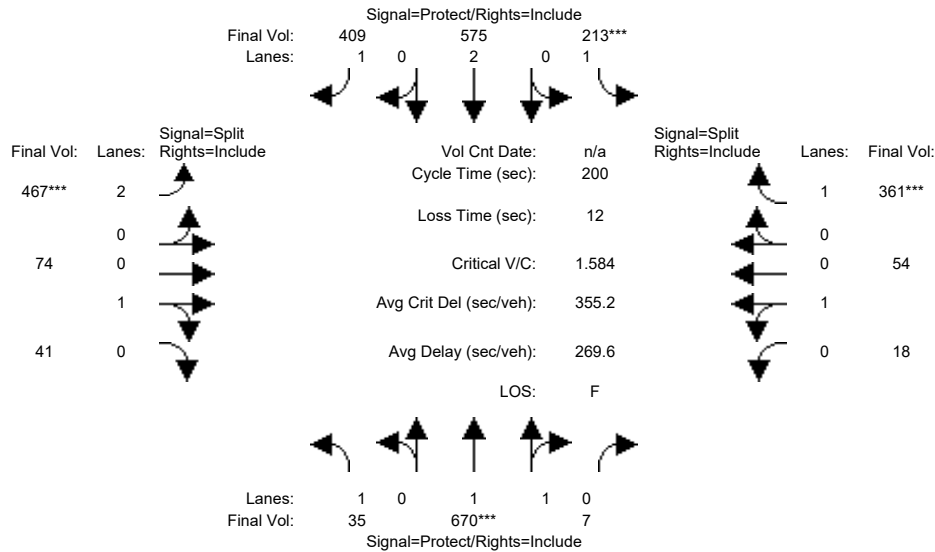 Signal=Protect/Rights=Include
Final Vol: 409 575 213***
Lanes: 1 0 2 0 1
Signal=Split Signal=Split
Final Vol: Lanes: Rights=Include Vol Cnt Date: n/a Rights=Include Lanes: Final Vol:
Cycle Time (sec): 200
467*** 2 1 361***
Loss Time (sec): 12
0 0
74 0 Critical V/C: 1.584 0 54
1 Avg Crit Del (sec/veh): 355.2 1
41 0 Avg Delay (sec/veh): 269.6 0 18
LOS: F
Lanes: 1 0 1 1 0
Final Vol: 35 670*** 7
Signal=Protect/Rights=Include